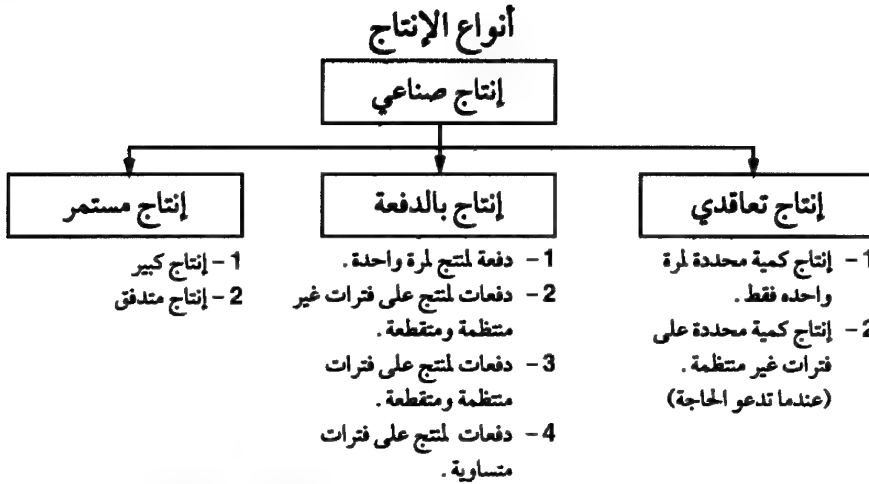 أنواع الإنتاج
إنتاج صناعي
إنتاج تعاقدي
1 - إنتاج كمية محددة لمرة
واحده فقط .
2 - إنتاج كمية محددة على
فترات غير منتظمة .
(عندما تدعو الحاجة)
إنتاج بالدفعة
1 - دفعة لمنتج لمرة واحدة .
2 - دفعات لمنتج على فترات غير
منتظمة ومتقطعة .
3 - دفعات لمنتج على فترات
منتظمة ومتقطعة .
4 - دفعات لمنتج على فترات
متساوية .
إنتاج مستمر
1 - إنتاج كبير
2 - إنتاج متدفق